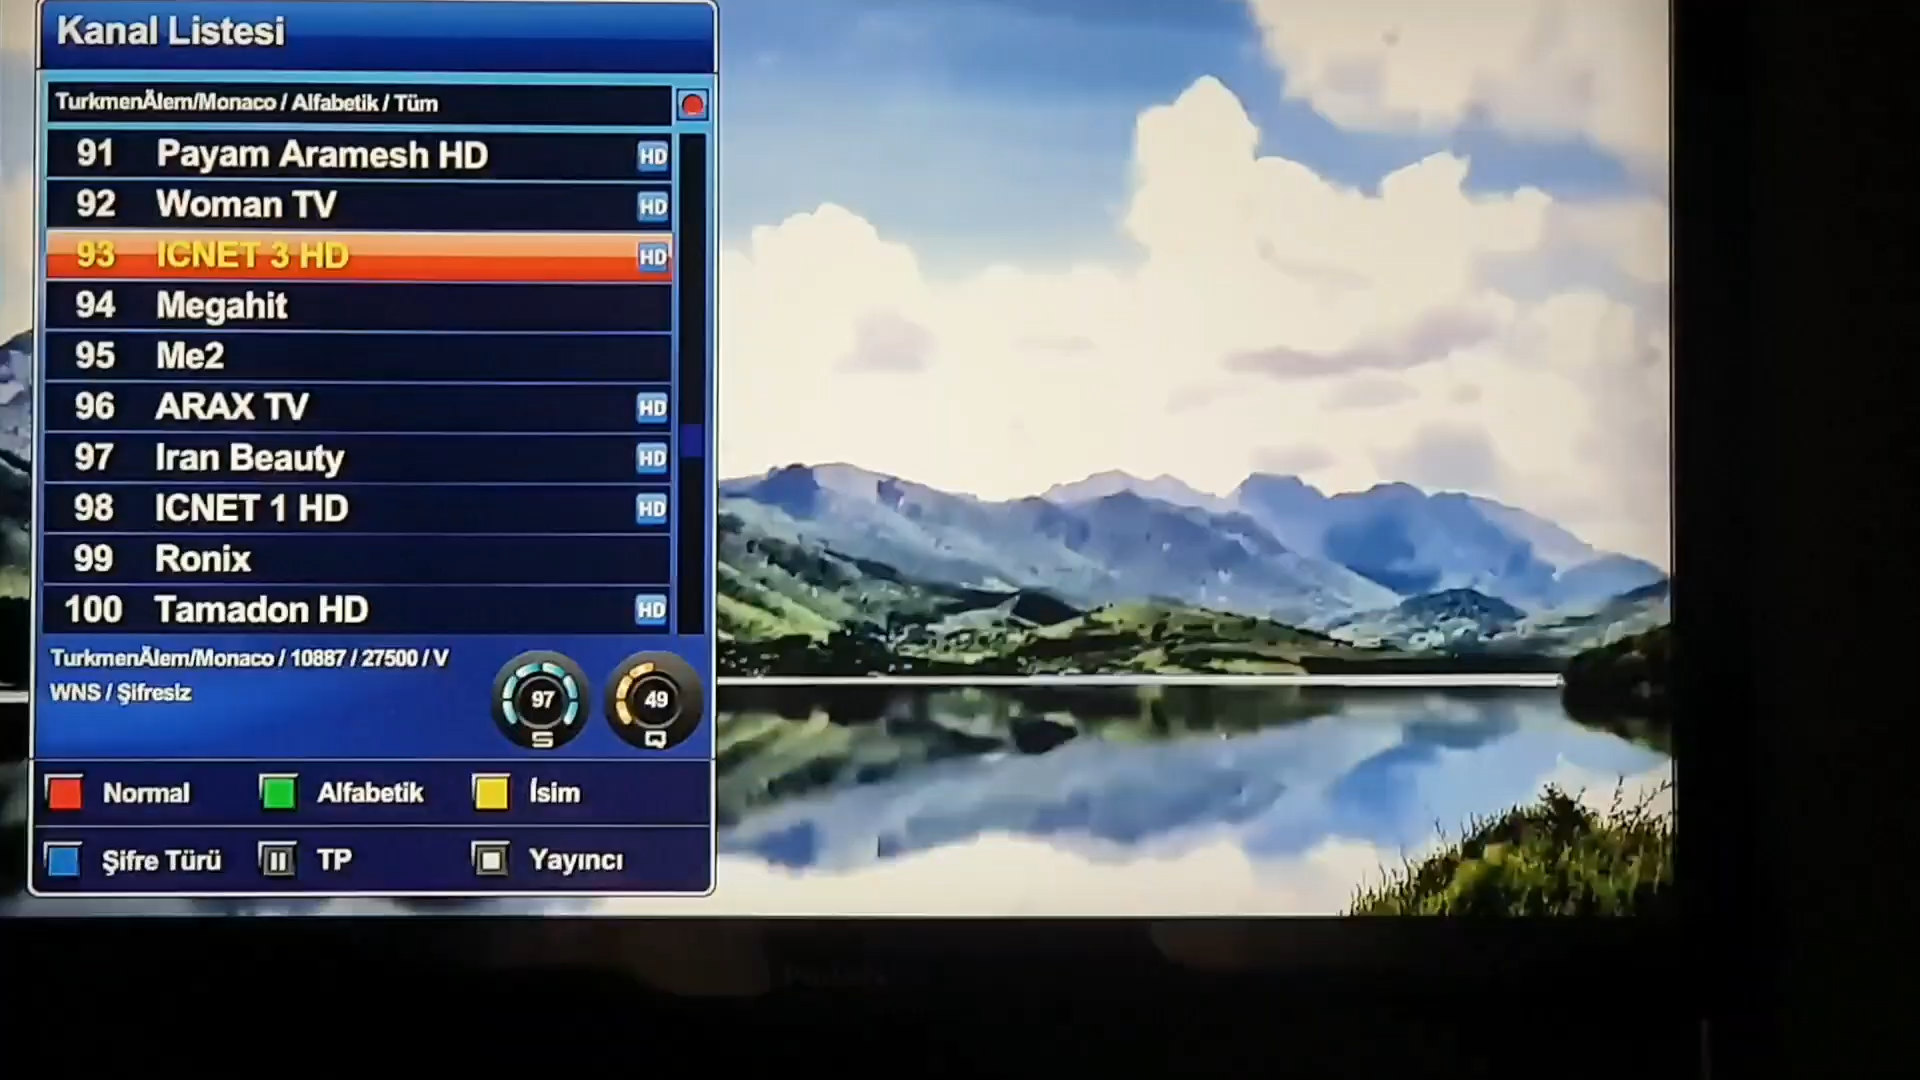 Kanal Listesi
TurkmenÄlem/Monaco / Alfabetik / Tüm
91 Payam Aramesh HD HD
92 Woman TV HD
93 ICNET 3 HD HD
94 Megahit
95 Me2
96 ARAX TV HD
97 Iran Beauty HD
98 ICNET 1 HD HD
99 Ronix
100 Tamadon HD HD
TurkmenÄlem/Monaco / 10887 / 27500 / V
WNS / Şifresiz
97 S 49 Q
Normal Alfabetik İsim
Şifre Türü TP Yayıncı